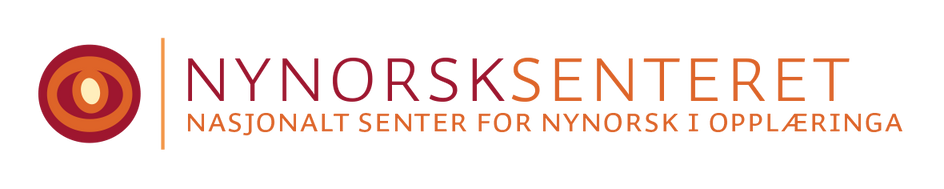 NYNORSKSENTERET
NASJONALT SENTER FOR NYNORSK I OPPLÆRINGA